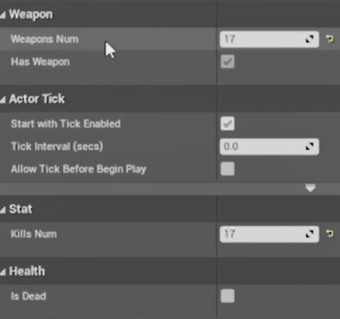 Weapon
Weapons Num 17
Has Weapon
Actor Tick
Start with Tick Enabled
Tick Interval (secs) 0.0
Allow Tick Before Begin Play
Stat
Kills Num 17
Health
Is Dead